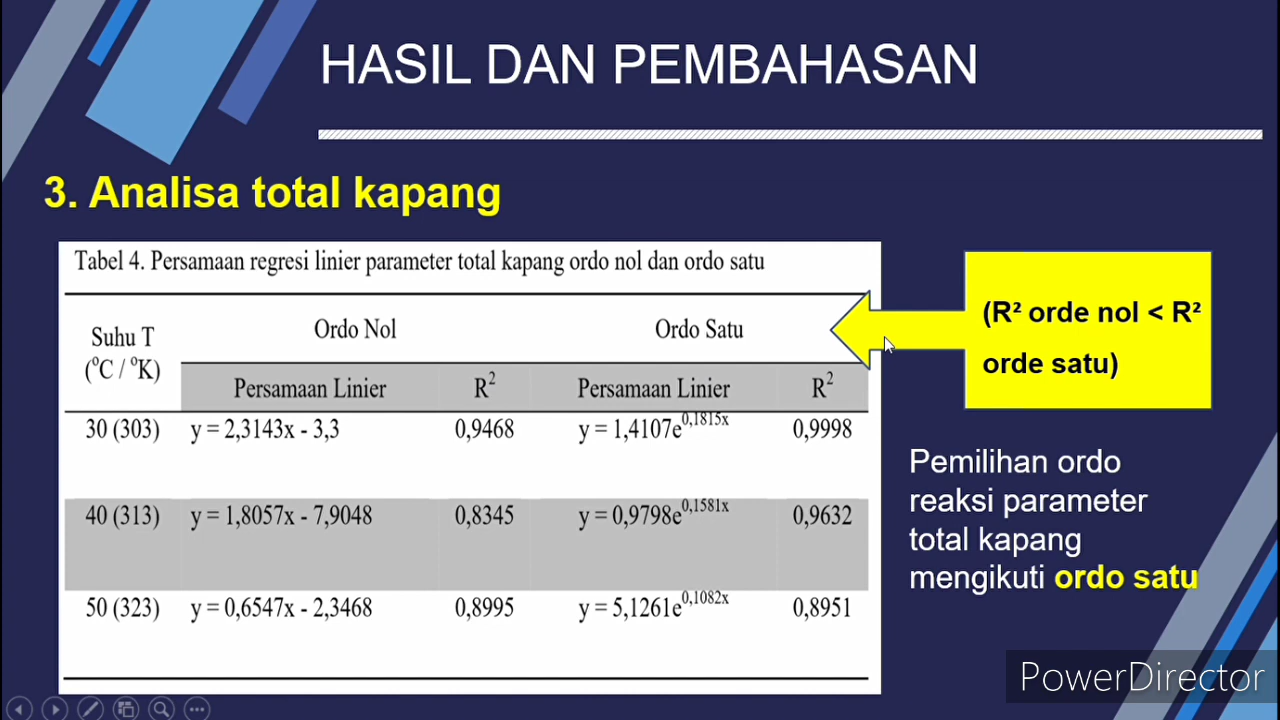 HASIL DAN PEMBAHASAN
3. Analisa total kapang
Tabel 4. Persamaan regresi linier parameter total kapang ordo nol dan ordo satu
Suhu T
(°C / °K)
Ordo Nol
Ordo Satu
Persamaan Linier R² Persamaan Linier R²
30 (303) y = 2,3143x - 3,3 0,9468 y = 1,4107e^0,1815x 0,9998
40 (313) y = 1,8057x - 7,9048 0,8345 y = 0,9798e^0,1581x 0,9632
50 (323) y = 0,6547x - 2,3468 0,8995 y = 5,1261e^0,1082x 0,8951
(R² orde nol < R²
orde satu)
Pemilihan ordo
reaksi parameter
total kapang
mengikuti ordo satu
PowerDirector